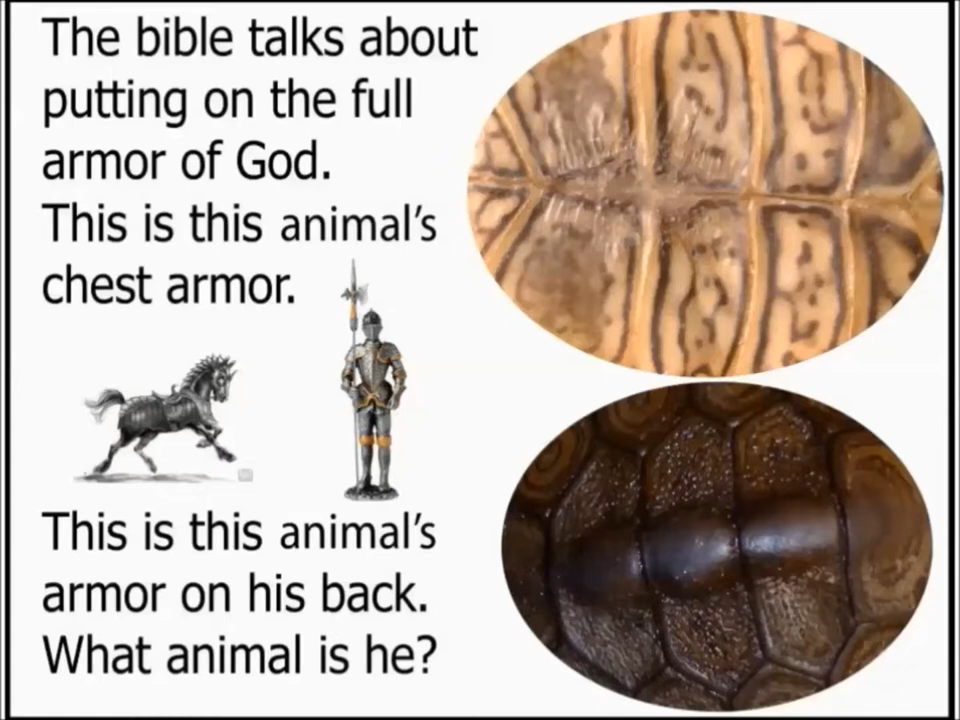 The bible talks about
putting on the full
armor of God.
This is this animal's
chest armor.
This is this animal's
armor on his back.
What animal is he?